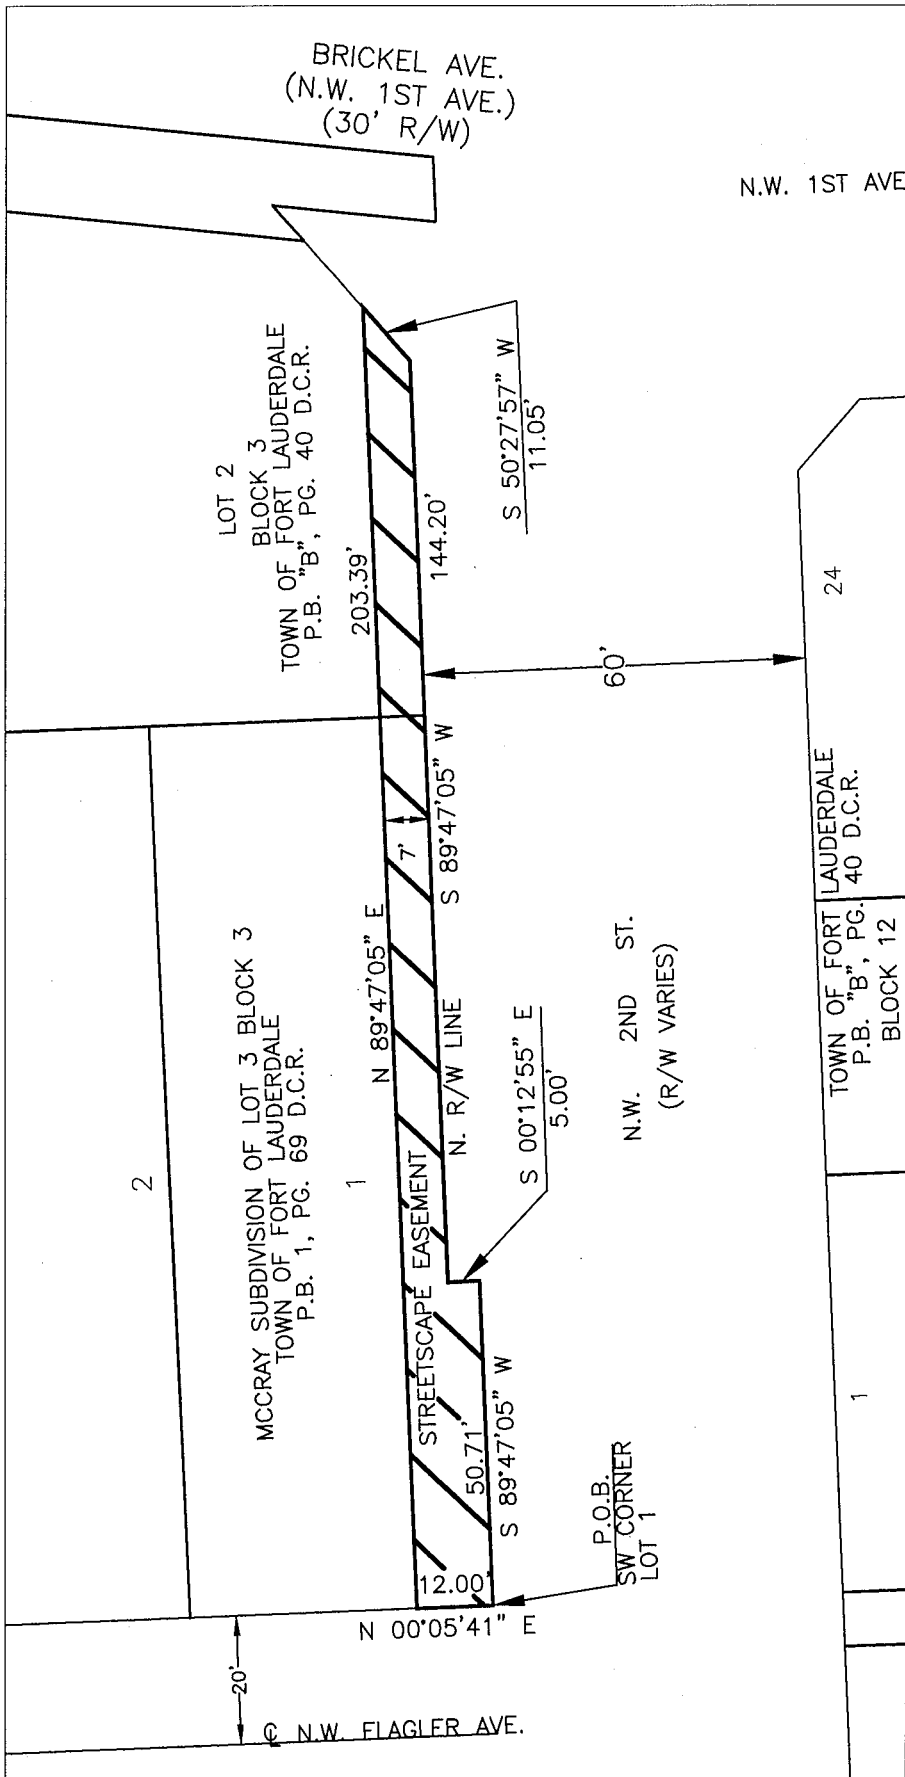 BRICKEL AVE.
(N.W. 1ST AVE.)
(30' R/W)
N.W. 1ST AVE
S 50°27'57" W
11.05'
LOT 2
BLOCK 3
TOWN OF FORT LAUDERDALE
P.B. "B", PG. 40 D.C.R.
203.39'
144.20'
24
60'
S 89°47'05" W
7'
N 89°47'05" E
N. R/W LINE
MCCRAY SUBDIVISION OF LOT 3 BLOCK 3
TOWN OF FORT LAUDERDALE
P.B. 1, PG. 69 D.C.R.
2
1
STREETSCAPE EASEMENT
S 00°12'55" E
5.00'
N.W. 2ND ST.
(R/W VARIES)
TOWN OF FORT LAUDERDALE
P.B. "B", PG. 40 D.C.R.
BLOCK 12
1
50.71'
S 89°47'05" W
P.O.B.
SW CORNER
LOT 1
12.00'
N 00°05'41" E
20'
℄ N.W. FLAGLER AVE.